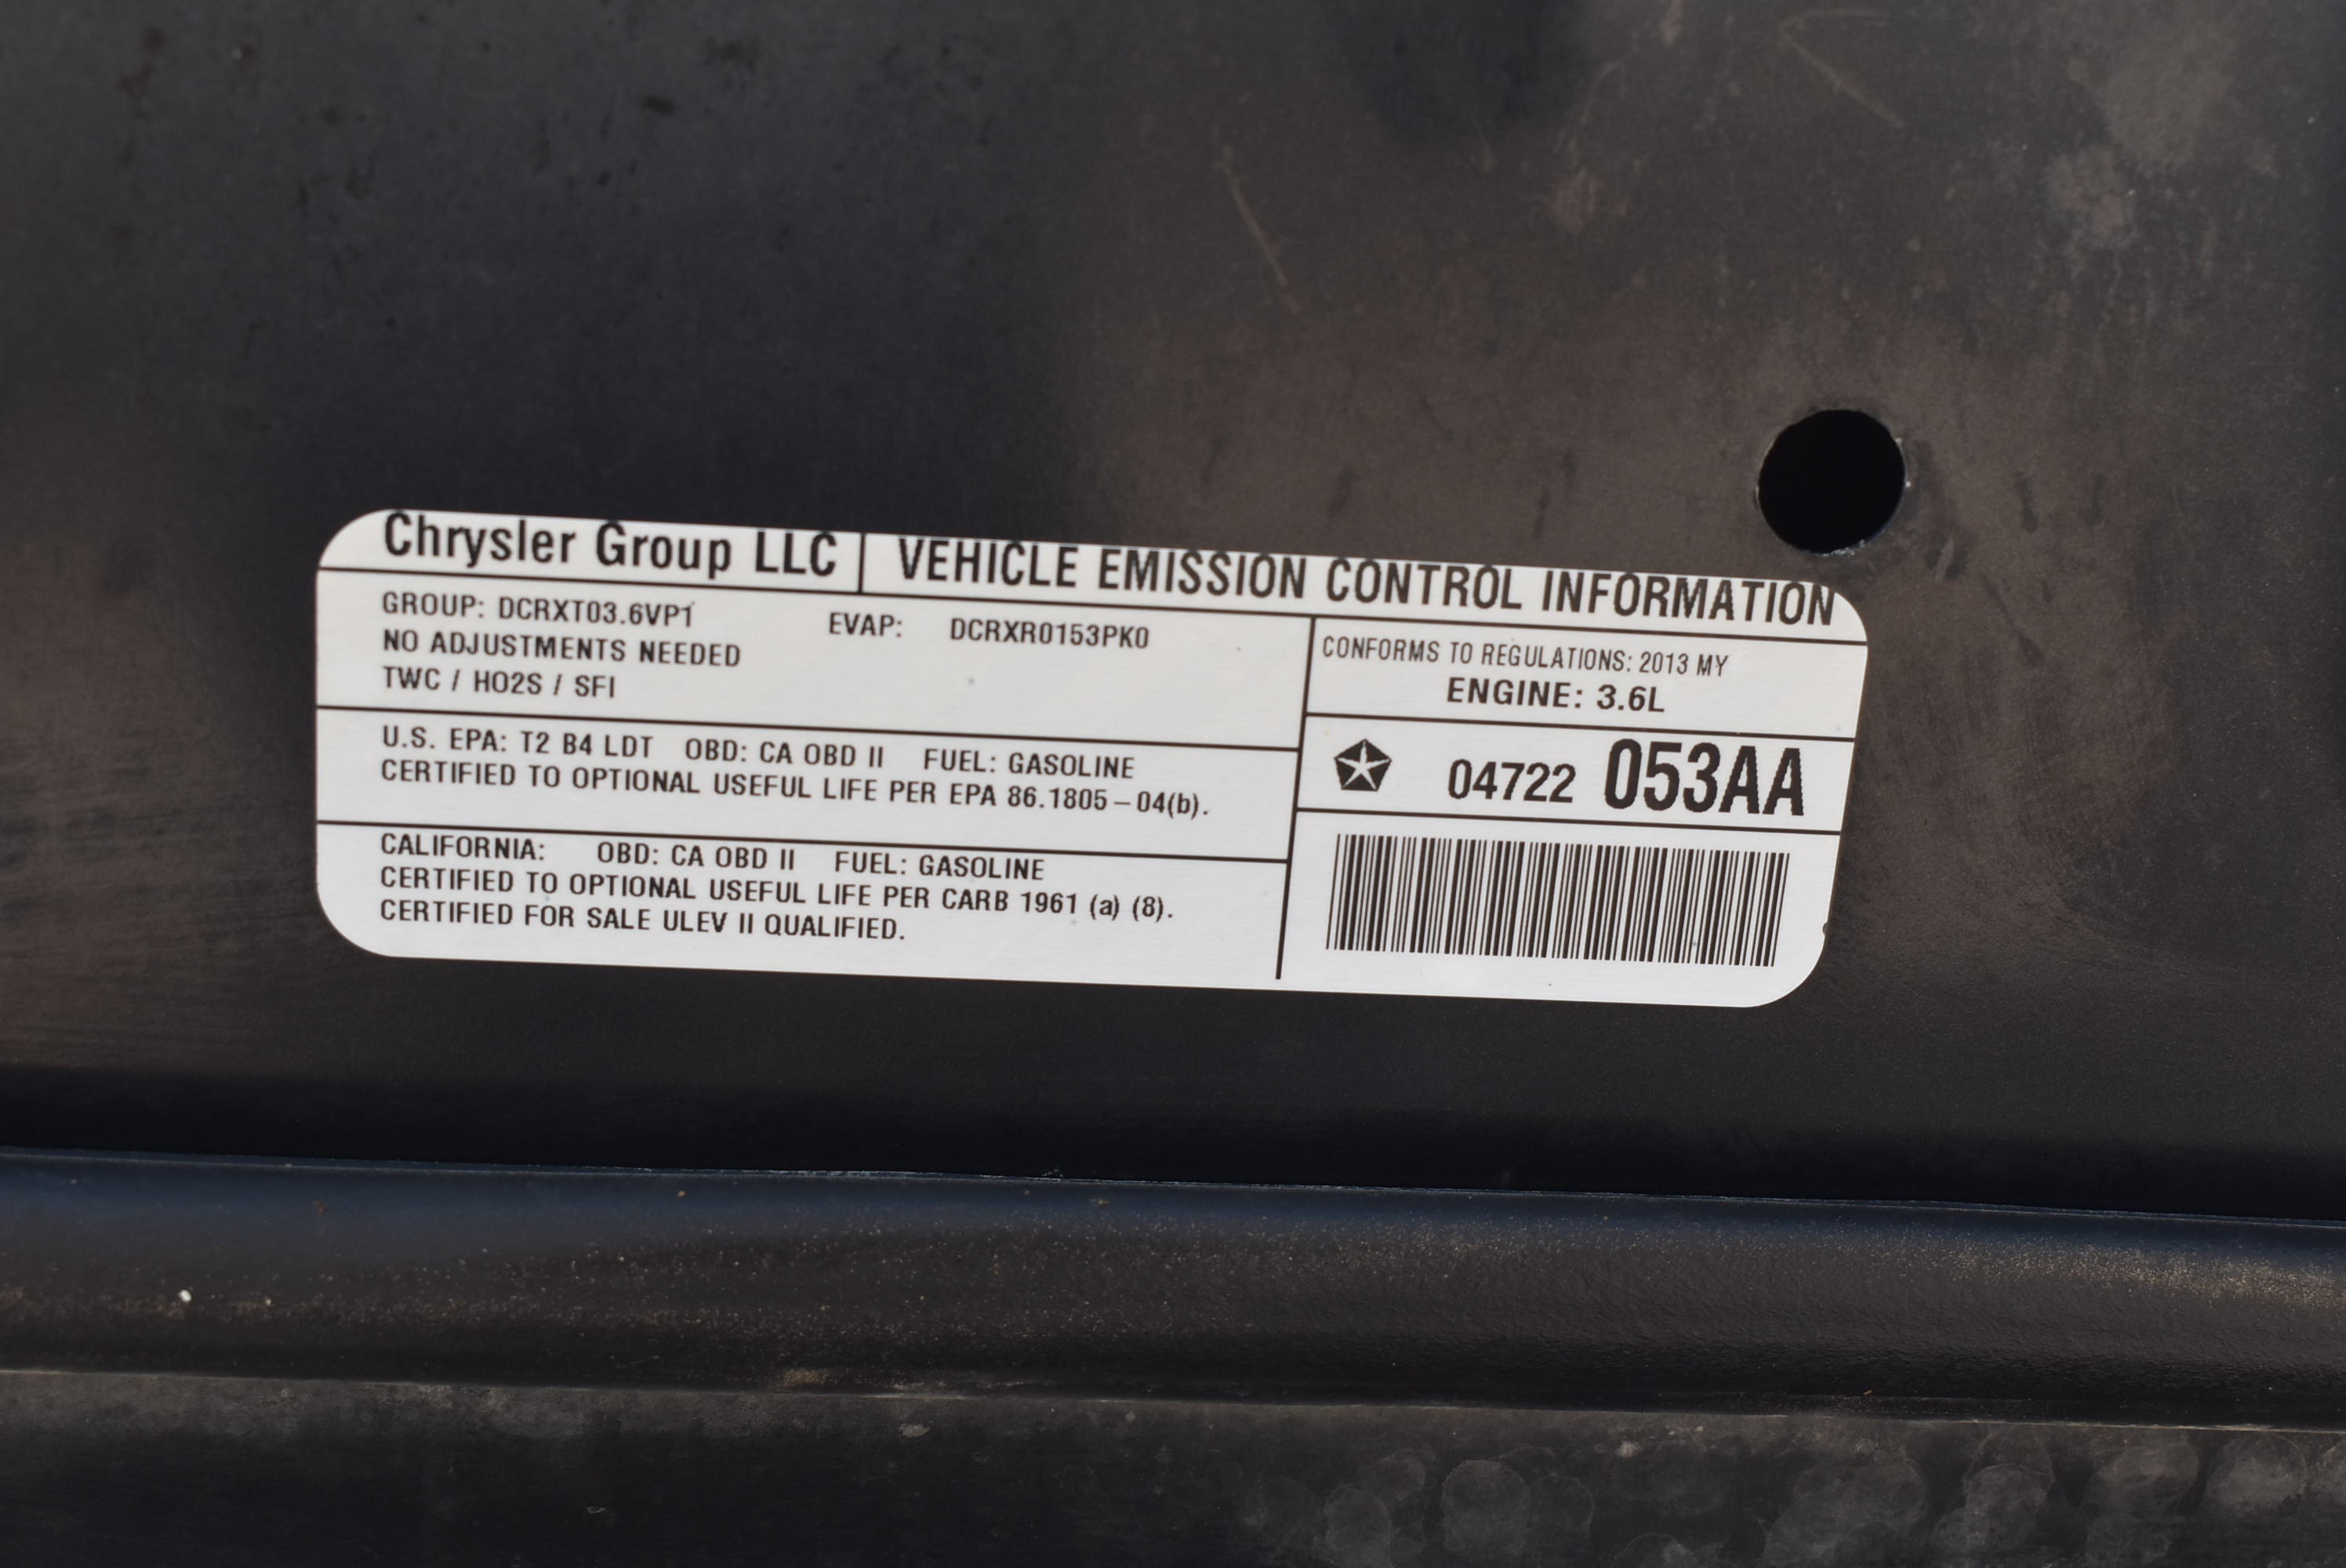 Chrysler Group LLC VEHICLE EMISSION CONTROL INFORMATION
GROUP: DCRXT03.6VP1 EVAP: DCRXR0153PK0
NO ADJUSTMENTS NEEDED
TWC / HO2S / SFI
CONFORMS TO REGULATIONS: 2013 MY
ENGINE: 3.6L
U.S. EPA: T2 B4 LDT OBD: CA OBD II FUEL: GASOLINE
CERTIFIED TO OPTIONAL USEFUL LIFE PER EPA 86.1805-04(b).
04722 053AA
CALIFORNIA: OBD: CA OBD II FUEL: GASOLINE
CERTIFIED TO OPTIONAL USEFUL LIFE PER CARB 1961 (a) (8).
CERTIFIED FOR SALE ULEV II QUALIFIED.